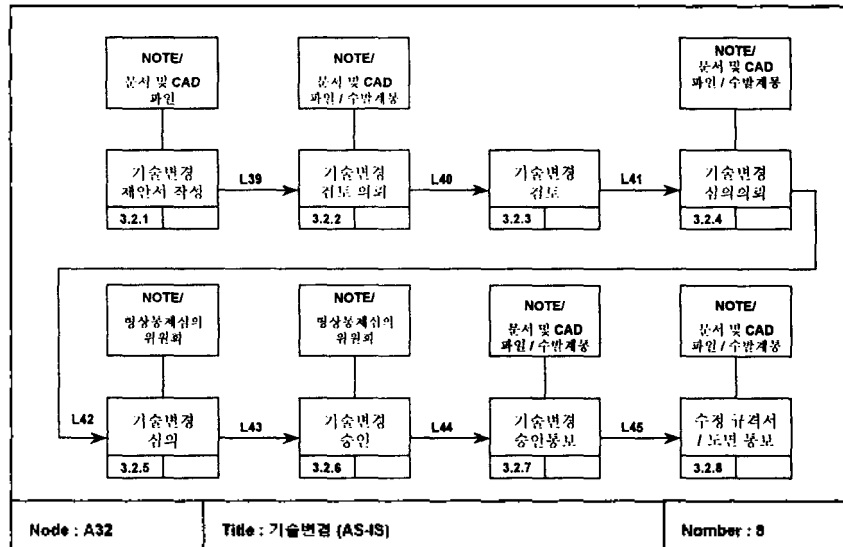 NOTE/
문서 및 CAD
파인
NOTE/
문서 및 CAD
파인 / 수발계통
NOTE/
문서 및 CAD
파인 / 수발계통
기술변경
제안서 작성
3.2.1
L39
기술변경
검토 의뢰
3.2.2
L40
기술변경
검토
3.2.3
L41
기술변경
심의의뢰
3.2.4
NOTE/
형상통제심의
위원회
NOTE/
형상통제심의
위원회
NOTE/
문서 및 CAD
파인 / 수발계통
NOTE/
문서 및 CAD
파인 / 수발계통
L42
기술변경
심의
3.2.5
L43
기술변경
승인
3.2.6
L44
기술변경
승인통보
3.2.7
L45
수정 규격서
/ 도면 통보
3.2.8
Node : A32
Title : 기술변경 (AS-IS)
Number : 8